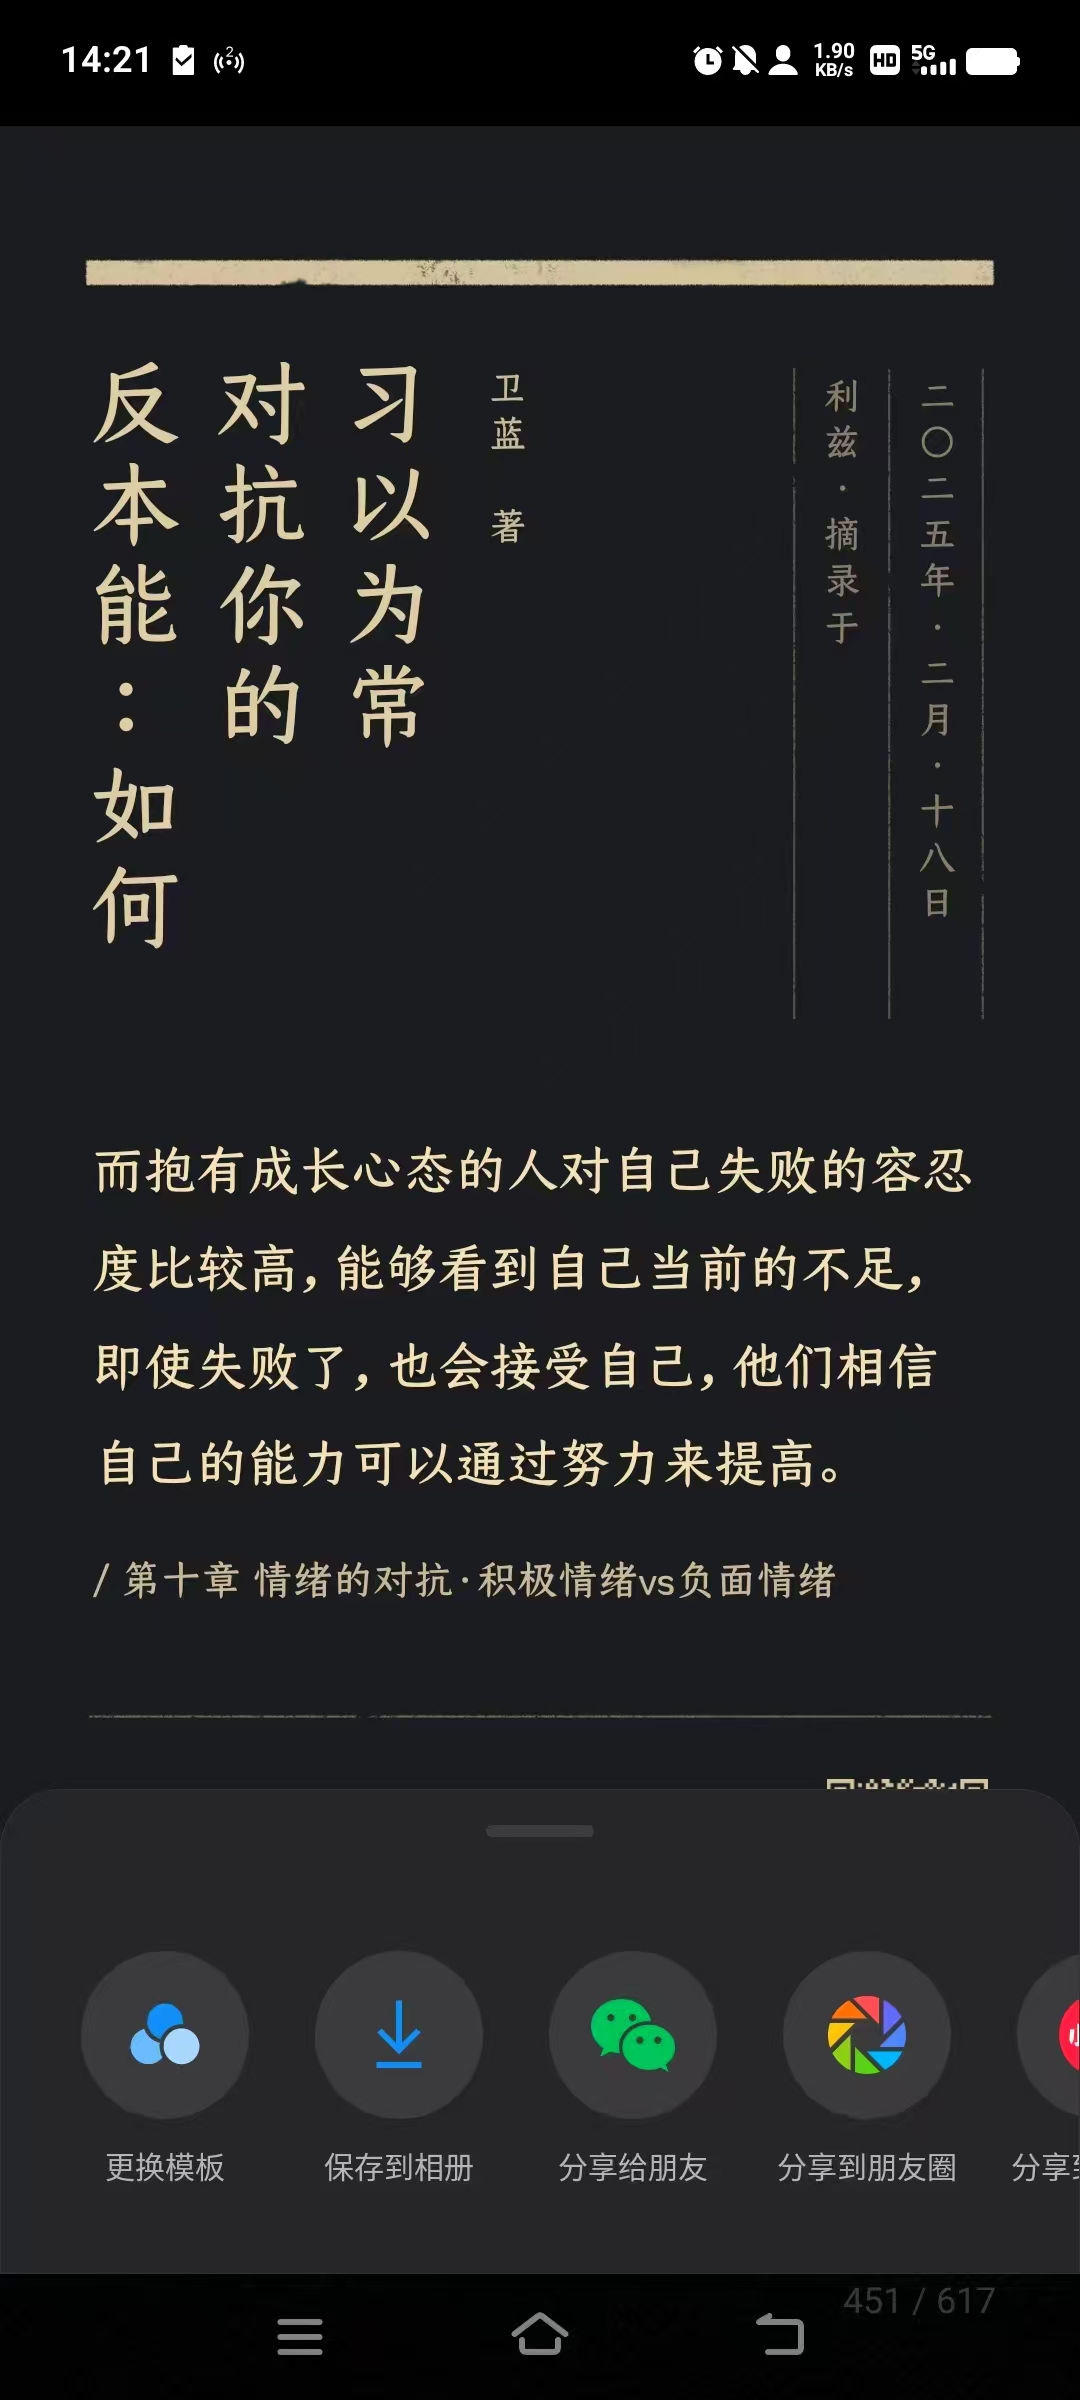 14:21
2
1.90
KB/s
HD
5G
反本能：如何
对抗你的
习以为常
卫蓝 著
利兹·摘录于
二〇二五年·二月·十八日
而抱有成长心态的人对自己失败的容忍
度比较高，能够看到自己当前的不足，
即使失败了，也会接受自己，他们相信
自己的能力可以通过努力来提高。
/ 第十章 情绪的对抗·积极情绪vs负面情绪
更换模板
保存到相册
分享给朋友
分享到朋友圈
分享
451 / 617